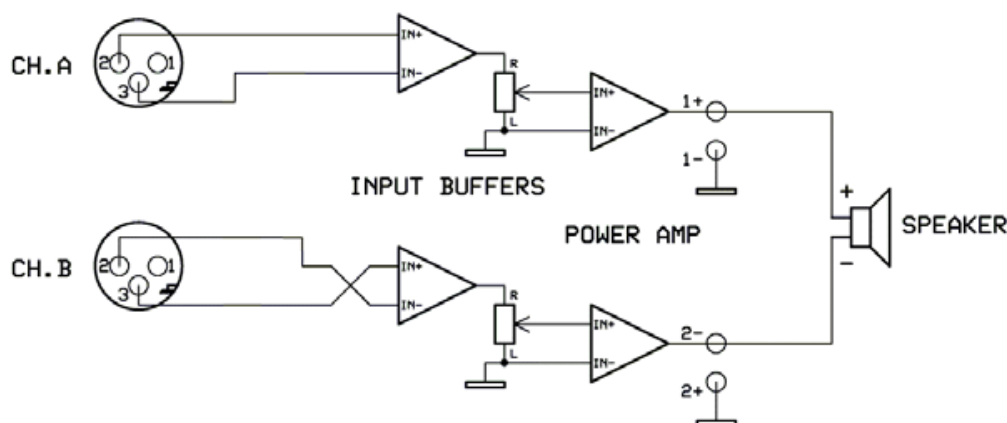 CH.A
2
1
3
IN+
IN-
R
L
IN+
IN-
1+
1-
INPUT BUFFERS
POWER AMP
+
-
SPEAKER
CH.B
2
1
3
IN+
IN-
R
L
IN+
IN-
2-
2+